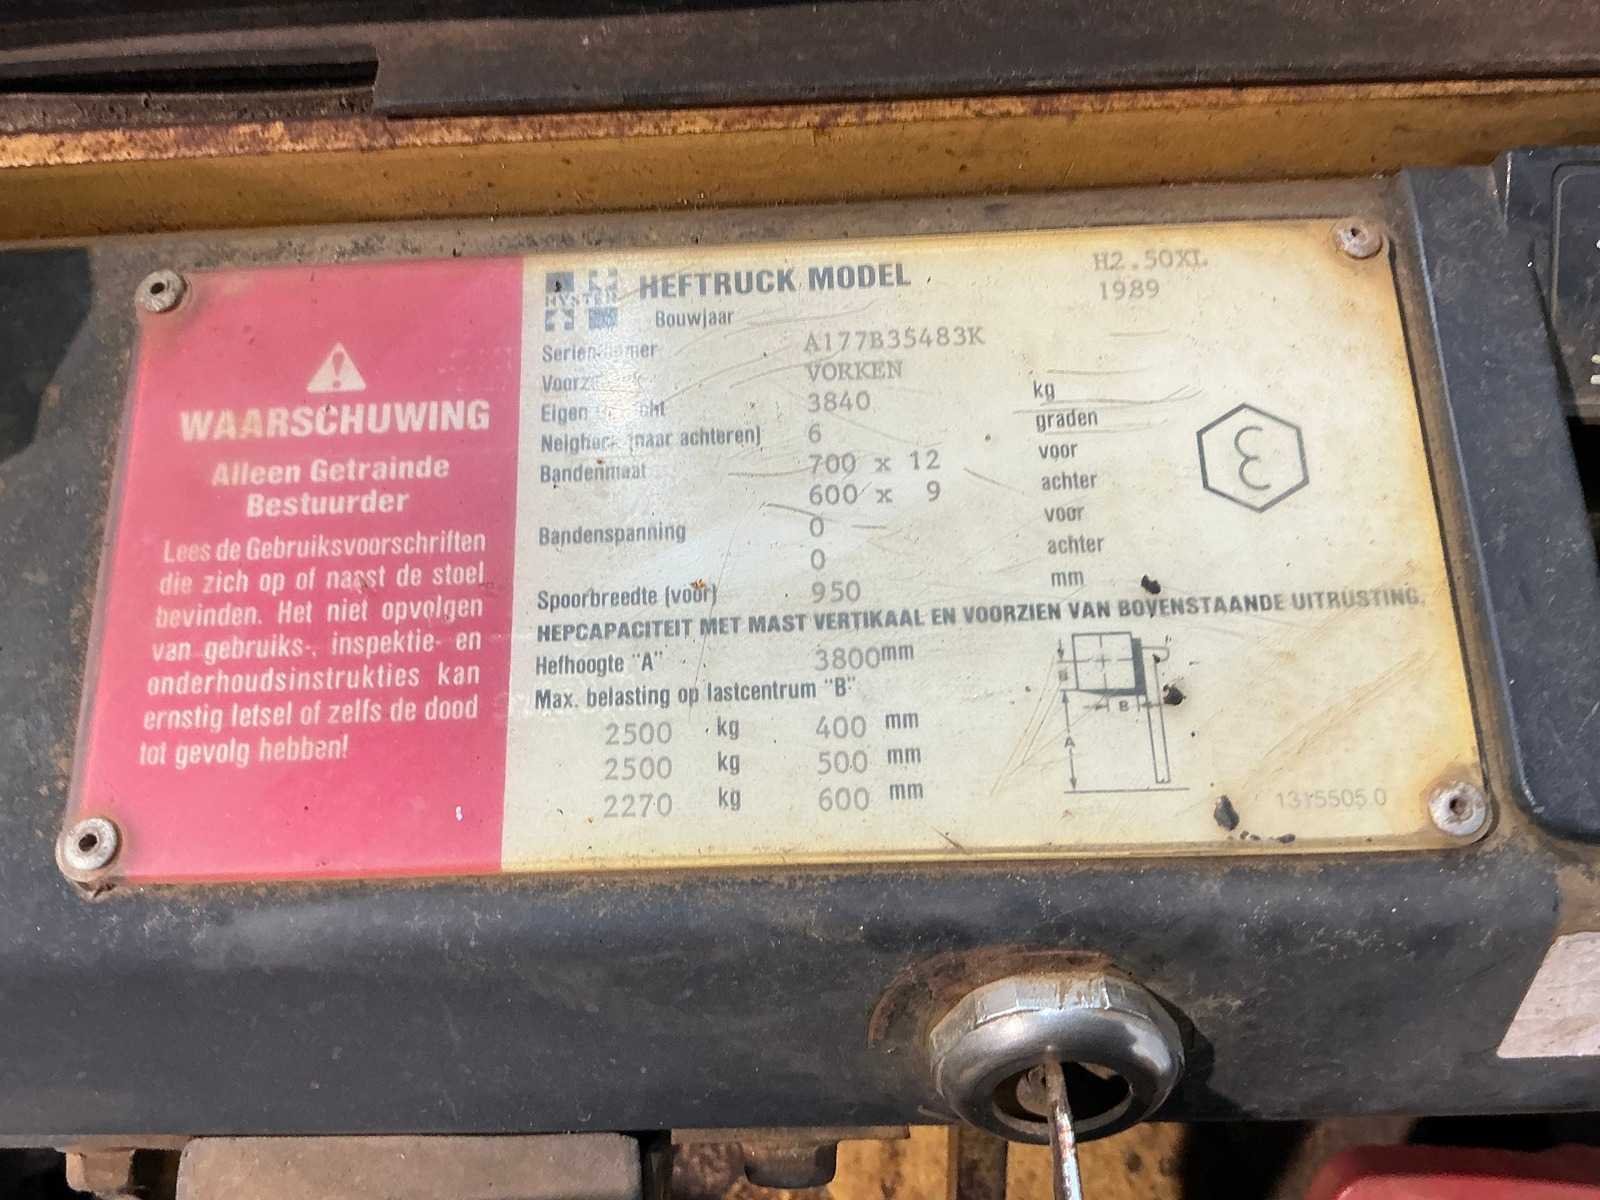 WAARSCHUWING
Alleen Getrainde
Bestuurder
Lees de Gebruiksvoorschriften
die zich op of naast de stoel
bevinden. Het niet opvolgen
van gebruiks-, inspektie- en
onderhoudsinstrukties kan
ernstig letsel of zelfs de dood
tot gevolg hebben!
HYSTER HEFTRUCK MODEL H2.50XL
Bouwjaar 1989
A177B35483K
VORKEN
Eigen 3840 kg
(naar achteren) 6 graden
Bandenmaat 700 x 12 voor
600 x 9 achter
Bandenspanning 0 voor
0 achter
Spoorbreedte (voor) 950 mm
HEPCAPACITEIT MET MAST VERTIKAAL EN VOORZIEN VAN BOVENSTAANDE UITRUSTING.
Hefhoogte "A" 3800mm
Max. belasting op lastcentrum "B"
2500 kg 400 mm
2500 kg 500 mm
2270 kg 600 mm
B
B
A
1315505 0